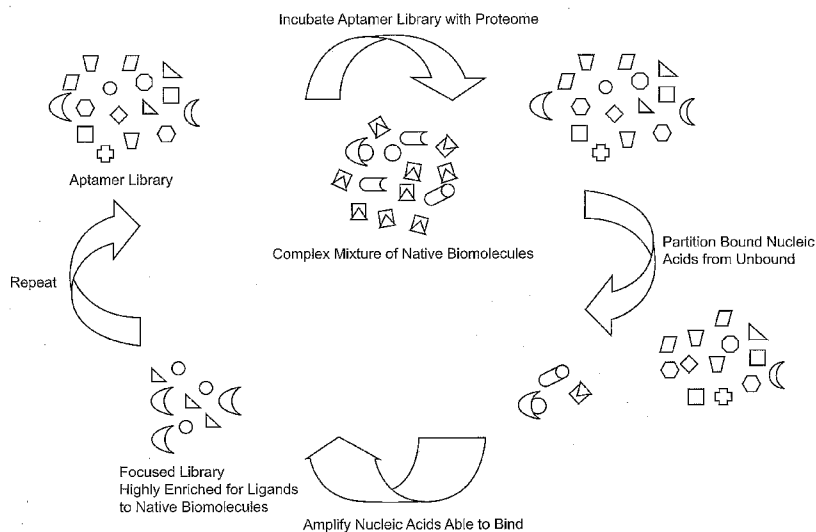 Incubate Aptamer Library with Proteome
Aptamer Library
Complex Mixture of Native Biomolecules
Partition Bound Nucleic
Acids from Unbound
Repeat
Focused Library
Highly Enriched for Ligands
to Native Biomolecules
Amplify Nucleic Acids Able to Bind